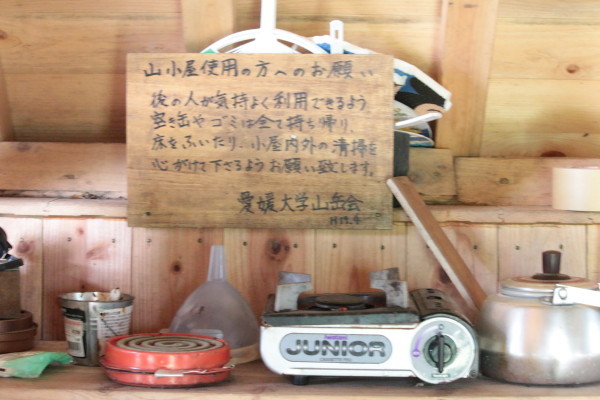 山小屋使用の方へのお願い
後の人が気持よく利用できるよう
空き缶やゴミは全て持ち帰り、
床をふいたり、小屋内外の清掃を
心がけて下さるようお願い致します。
愛媛大学山岳会
Iwatani
JUNIOR